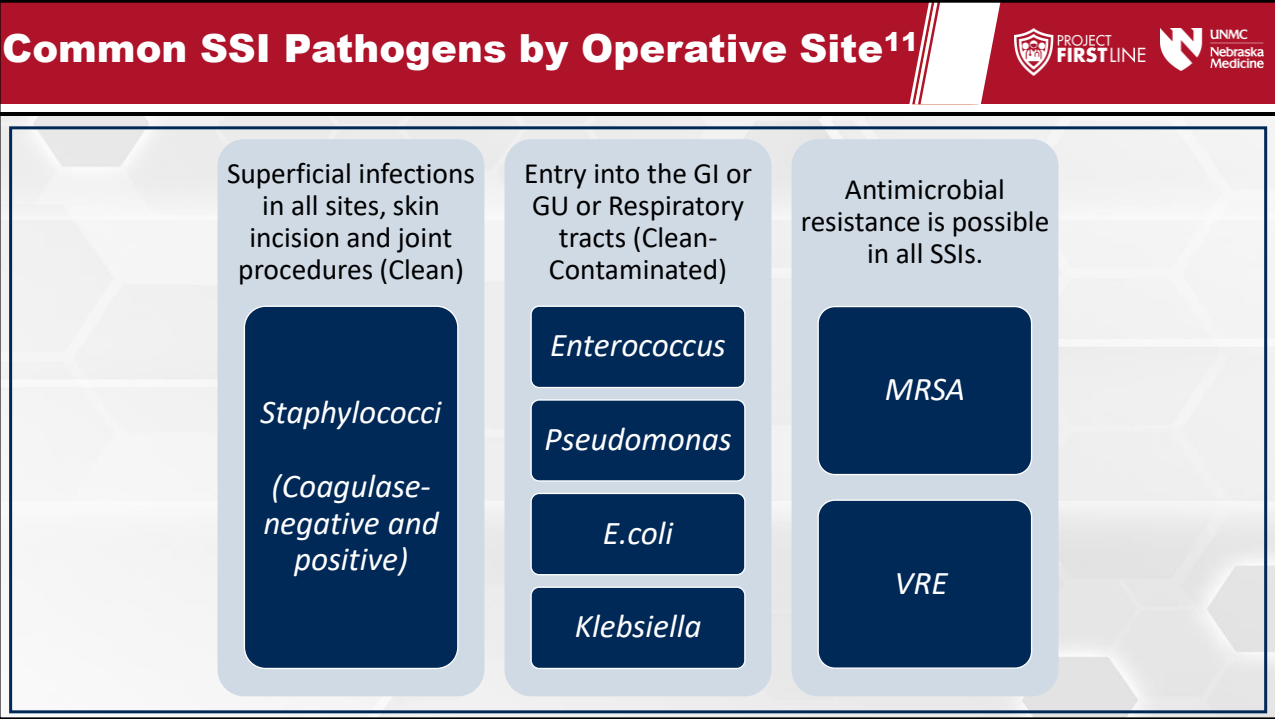 Common SSI Pathogens by Operative Site11
PROJECT
FIRSTLINE
UNMC
Nebraska
Medicine
Superficial infections
in all sites, skin
incision and joint
procedures (Clean)
Staphylococci
(Coagulase-
negative and
positive)
Entry into the GI or
GU or Respiratory
tracts (Clean-
Contaminated)
Enterococcus
Pseudomonas
E.coli
Klebsiella
Antimicrobial
resistance is possible
in all SSIs.
MRSA
VRE